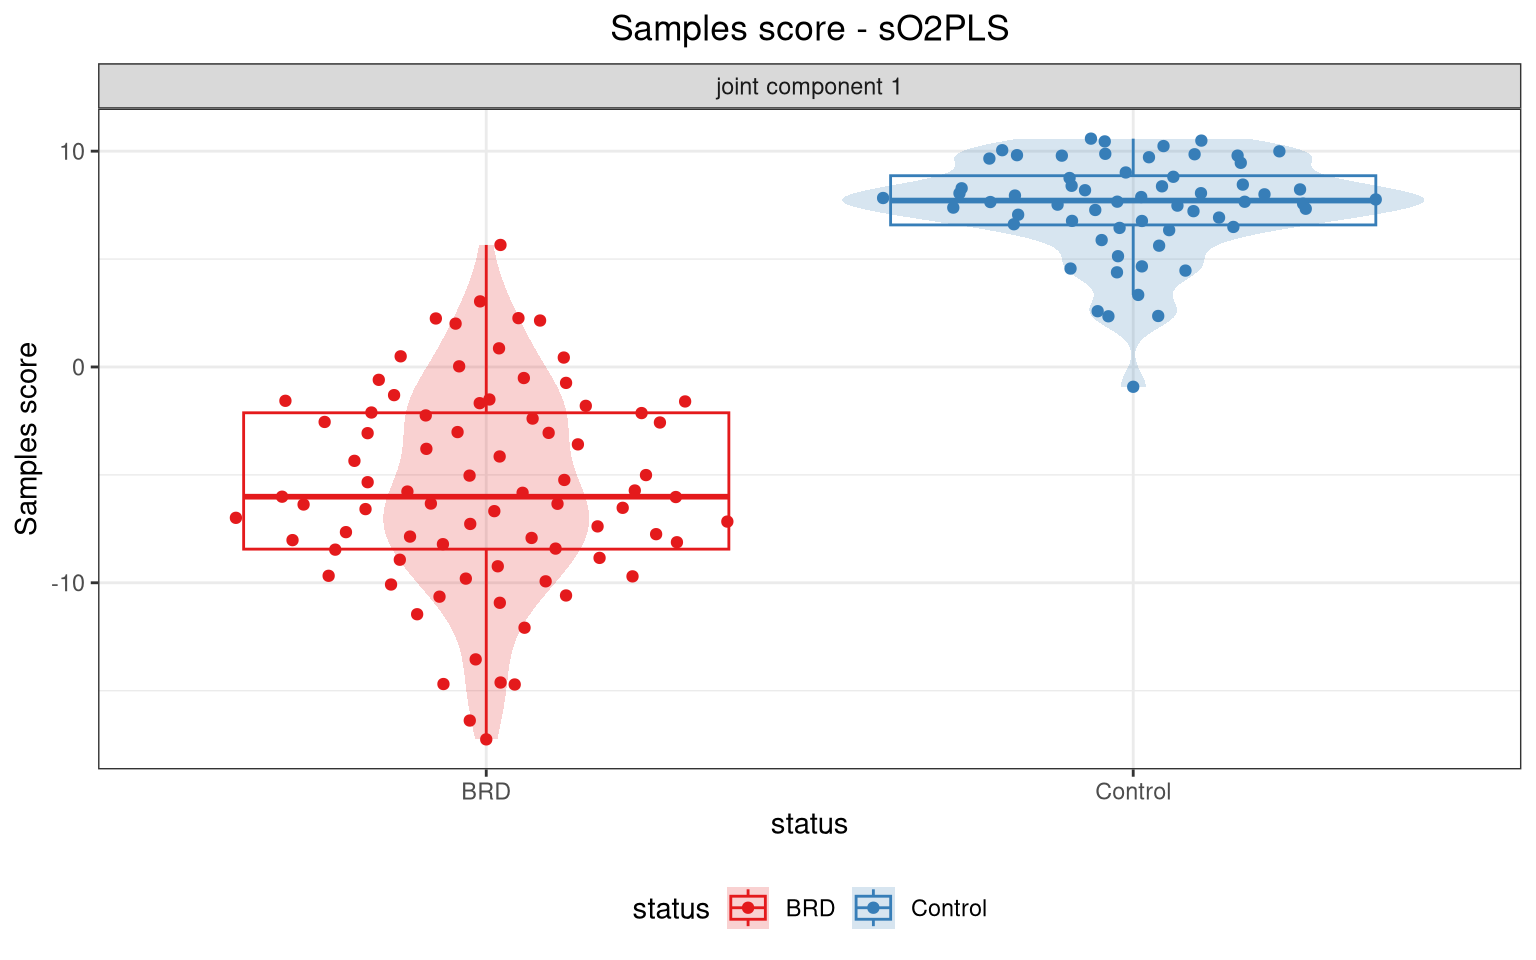 Samples score - sO2PLS
joint component 1
Samples score
10
0
-10
BRD
Control
status
status
BRD
Control